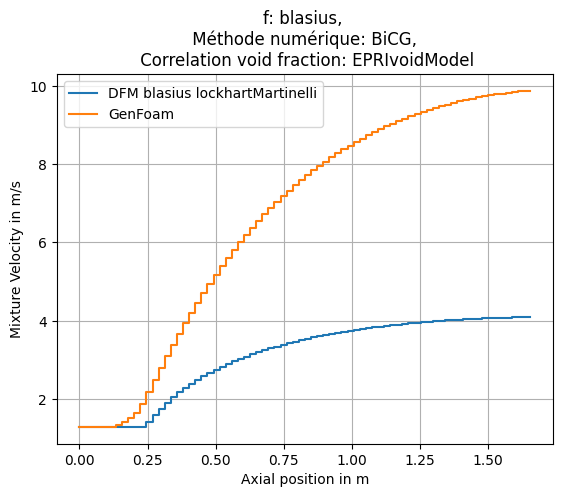 f: blasius,
Méthode numérique: BiCG,
Correlation void fraction: EPRIvoidModel
DFM blasius lockhartMartinelli
GenFoam
Mixture Velocity in m/s
10
8
6
4
2
0.00 0.25 0.50 0.75 1.00 1.25 1.50
Axial position in m